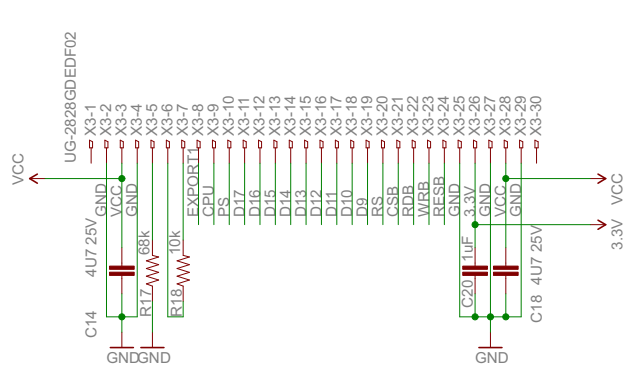 UG-2828GDEDF02
X3-1
X3-2
X3-3
X3-4
X3-5
X3-6
X3-7
X3-8
X3-9
X3-10
X3-11
X3-12
X3-13
X3-14
X3-15
X3-16
X3-17
X3-18
X3-19
X3-20
X3-21
X3-22
X3-23
X3-24
X3-25
X3-26
X3-27
X3-28
X3-29
X3-30
VCC
GND
VCC
GND
EXPORT1
CPU
PS
D17
D16
D15
D14
D13
D12
D11
D10
D9
RS
CSB
RDB
WRB
RESB
GND
3.3V
GND
VCC
GND
VCC
3.3V
4U7 25V
C14
68k
R17
10k
R18
1uF
C20
4U7 25V
C18
GND
GND
GND